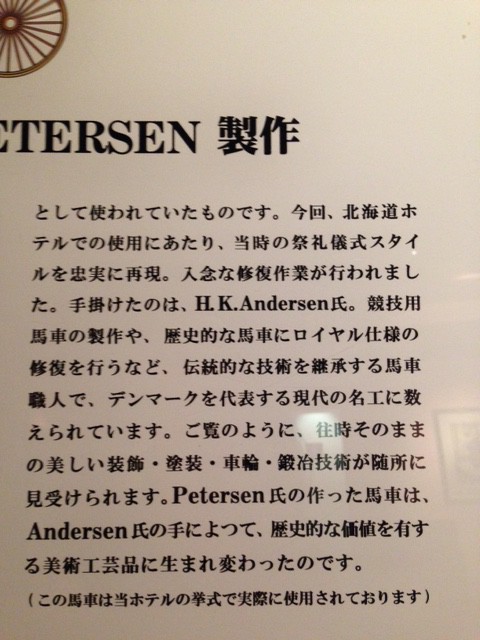 ETERSEN 製作
として使われていたものです。今回、北海道ホ
テルでの使用にあたり、当時の祭礼儀式スタイ
ルを忠実に再現。入念な修復作業が行われまし
た。手掛けたのは、H.K.Andersen氏。競技用
馬車の製作や、歴史的な馬車にロイヤル仕様の
修復を行うなど、伝統的な技術を継承する馬車
職人で、デンマークを代表する現代の名工に数
えられています。ご覧のように、往時そのまま
の美しい装飾・塗装・車輪・鍛冶技術が随所に
見受けられます。Petersen氏の作った馬車は、
Andersen氏の手によつて、歴史的な価値を有す
る美術工芸品に生まれ変わったのです。
(この馬車は当ホテルの挙式で実際に使用されております)